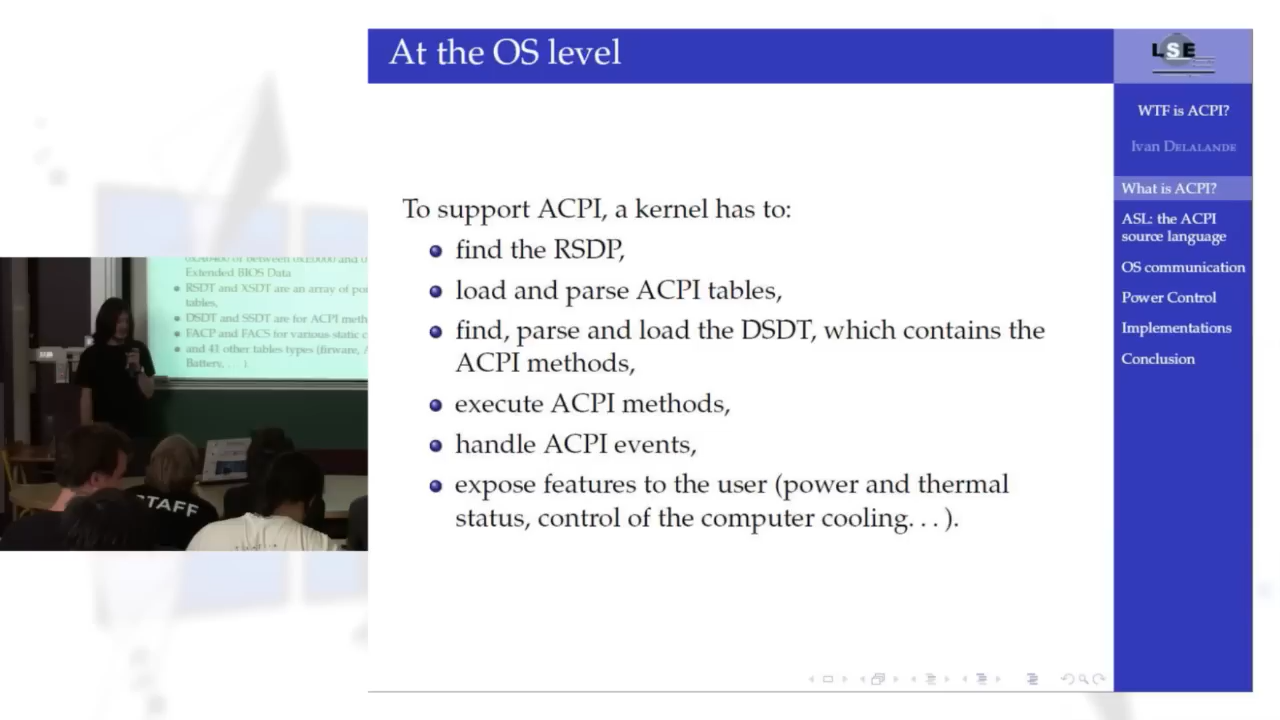 At the OS level
To support ACPI, a kernel has to:
find the RSDP,
load and parse ACPI tables,
find, parse and load the DSDT, which contains the
ACPI methods,
execute ACPI methods,
handle ACPI events,
expose features to the user (power and thermal
status, control of the computer cooling. . . ).
LSE
WTF is ACPI?
Ivan DELALANDE
What is ACPI?
ASL: the ACPI
source language
OS communication
Power Control
Implementations
Conclusion
Extended BIOS Data
RSDT and XSDT are an array of
tables,
DSDT and SSDT are for ACPI
FACP and FACS for various static
and 41 other tables types (firware,
Battery, . . . )
STAFF